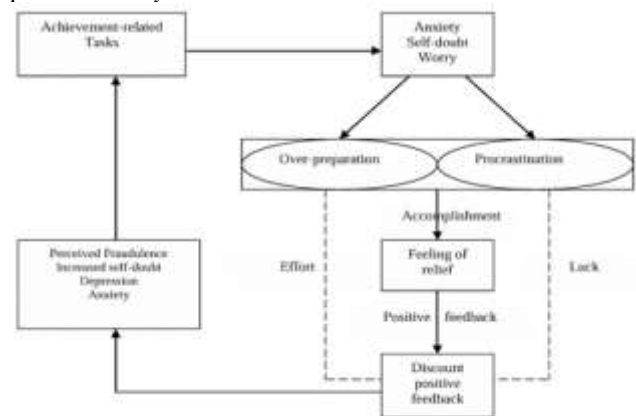 Achievement-related
Tasks
Anxiety
Self-doubt
Worry
Over-preparation
Procrastination
Accomplishment
Perceived Fraudulence
Increased self-doubt
Depression
Anxiety
Effort
Feeling of
relief
Lack
Positive feedback
Discount
positive
feedback